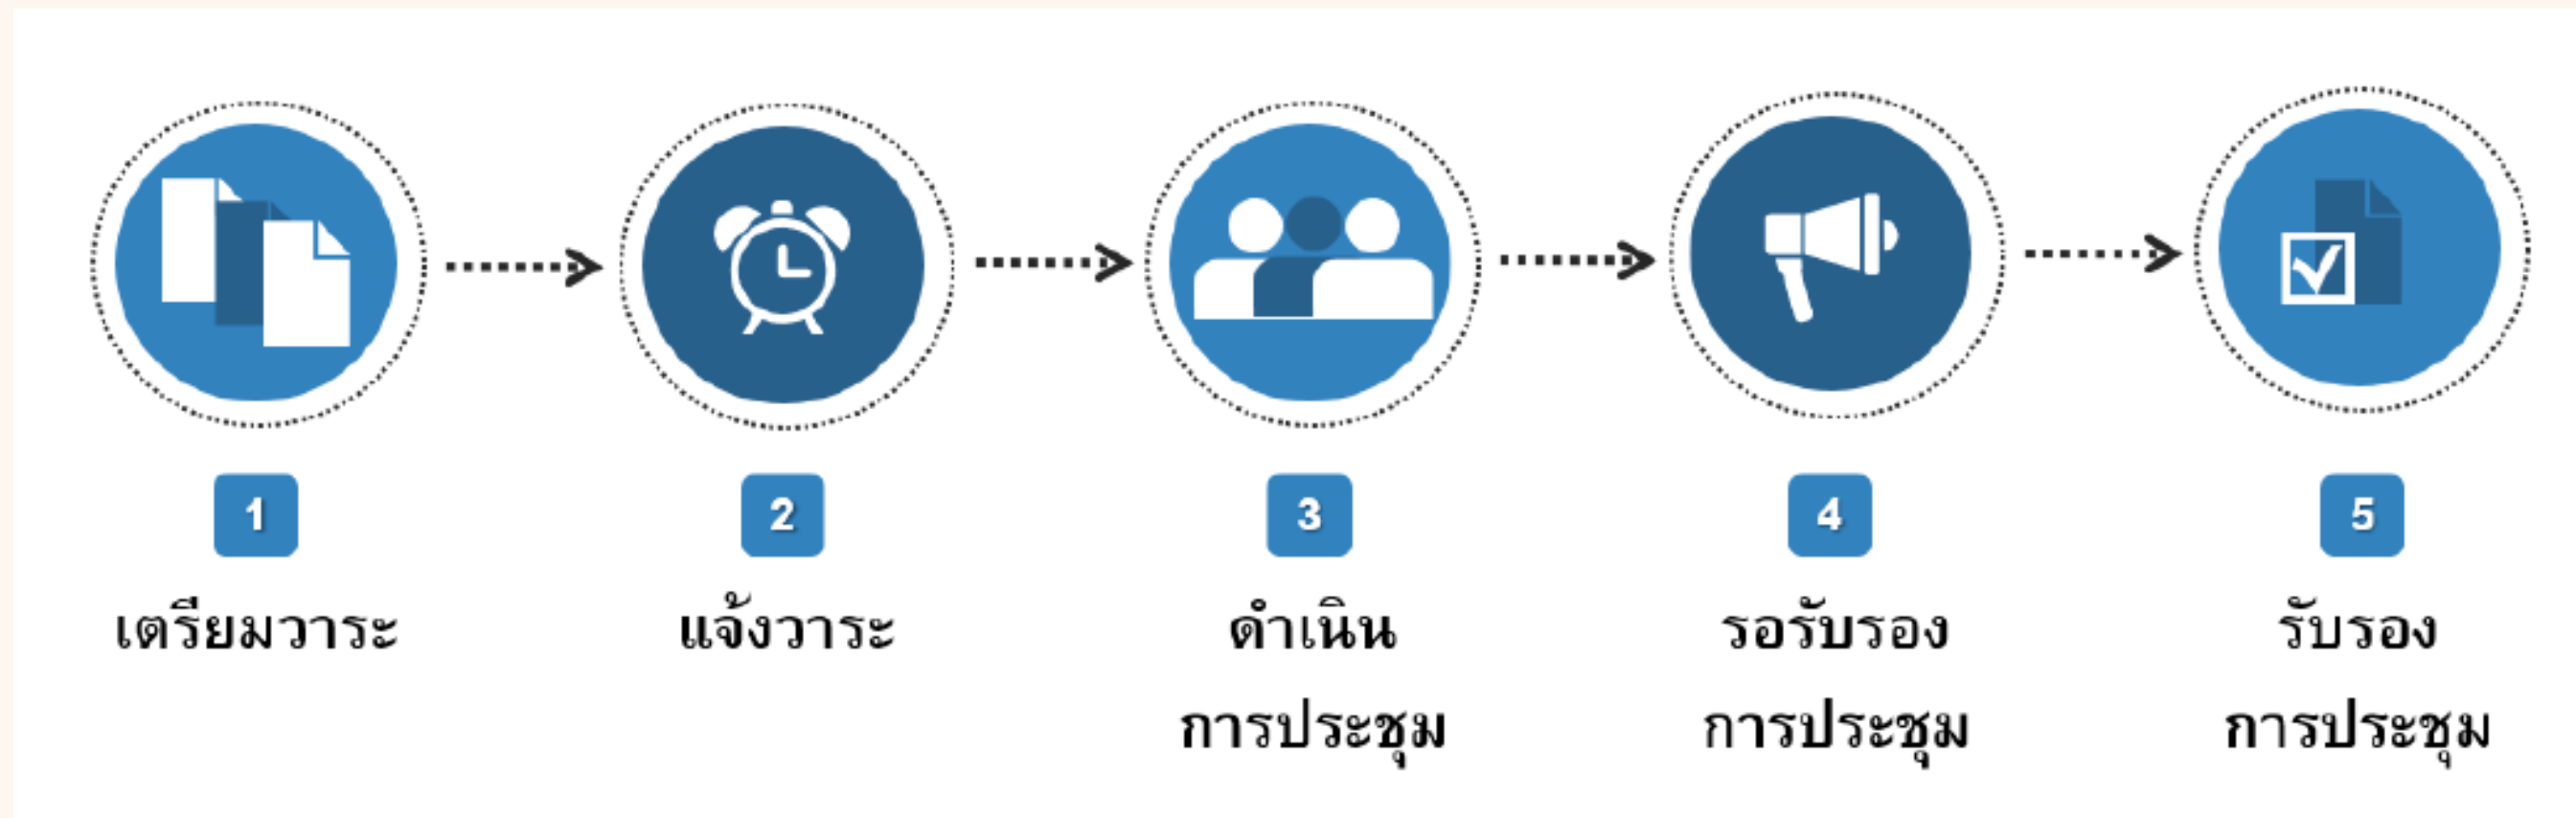 1
เตรียมวาระ
2
แจ้งวาระ
3
ดำเนิน
การประชุม
4
รอรับรอง
การประชุม
5
รับรอง
การประชุม